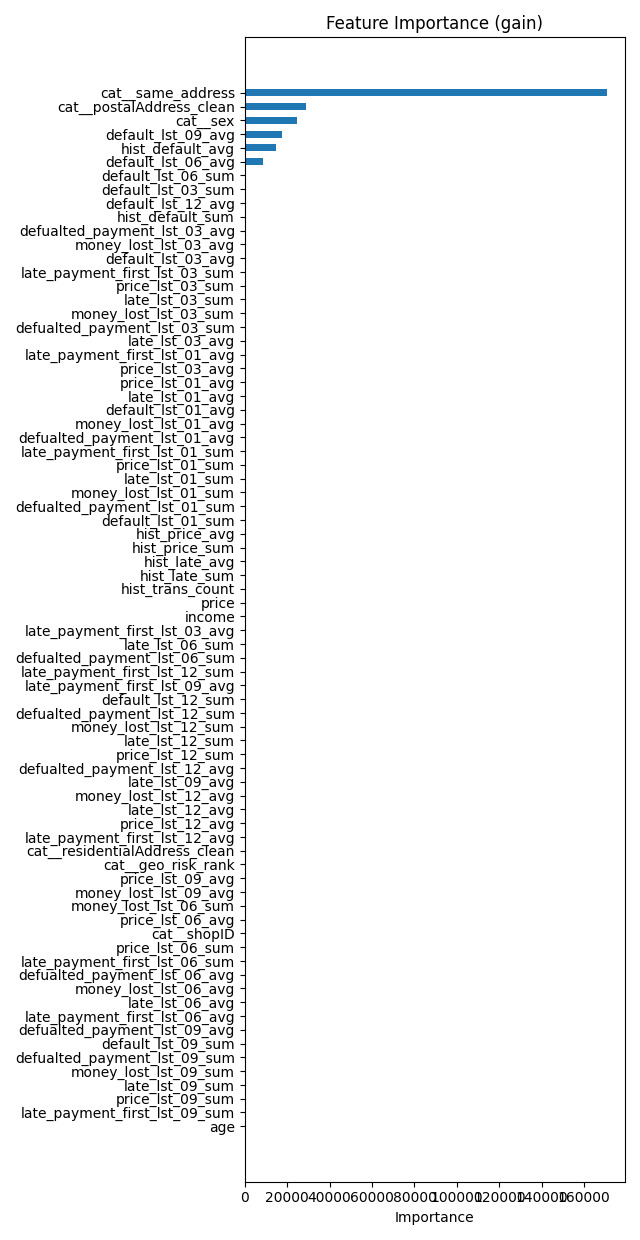 Feature Importance (gain)
cat__same_address
cat__postalAddress_clean
cat__sex
default_lst_09_avg
hist_default_avg
default_lst_06_avg
default_lst_06_sum
default_lst_03_sum
default_lst_12_avg
hist_default_sum
defualted_payment_lst_03_avg
money_lost_lst_03_avg
default_lst_03_avg
late_payment_first_lst_03_sum
price_lst_03_sum
late_lst_03_sum
money_lost_lst_03_sum
defualted_payment_lst_03_sum
late_lst_03_avg
late_payment_first_lst_01_avg
price_lst_03_avg
price_lst_01_avg
late_lst_01_avg
default_lst_01_avg
money_lost_lst_01_avg
defualted_payment_lst_01_avg
late_payment_first_lst_01_sum
price_lst_01_sum
late_lst_01_sum
money_lost_lst_01_sum
defualted_payment_lst_01_sum
default_lst_01_sum
hist_price_avg
hist_price_sum
hist_late_avg
hist_late_sum
hist_trans_count
price
income
late_payment_first_lst_03_avg
late_lst_06_sum
defualted_payment_lst_06_sum
late_payment_first_lst_12_sum
late_payment_first_lst_09_avg
default_lst_12_sum
defualted_payment_lst_12_sum
money_lost_lst_12_sum
late_lst_12_sum
price_lst_12_sum
defualted_payment_lst_12_avg
late_lst_09_avg
money_lost_lst_12_avg
late_lst_12_avg
price_lst_12_avg
late_payment_first_lst_12_avg
cat__residentialAddress_clean
cat__geo_risk_rank
price_lst_09_avg
money_lost_lst_09_avg
money_lost_lst_06_sum
price_lst_06_avg
cat__shopID
price_lst_06_sum
late_payment_first_lst_06_sum
defualted_payment_lst_06_avg
money_lost_lst_06_avg
late_lst_06_avg
late_payment_first_lst_06_avg
defualted_payment_lst_09_avg
default_lst_09_sum
defualted_payment_lst_09_sum
money_lost_lst_09_sum
late_lst_09_sum
price_lst_09_sum
late_payment_first_lst_09_sum
age
0 20000 40000 60000 80000 100000 120000 140000 160000
Importance